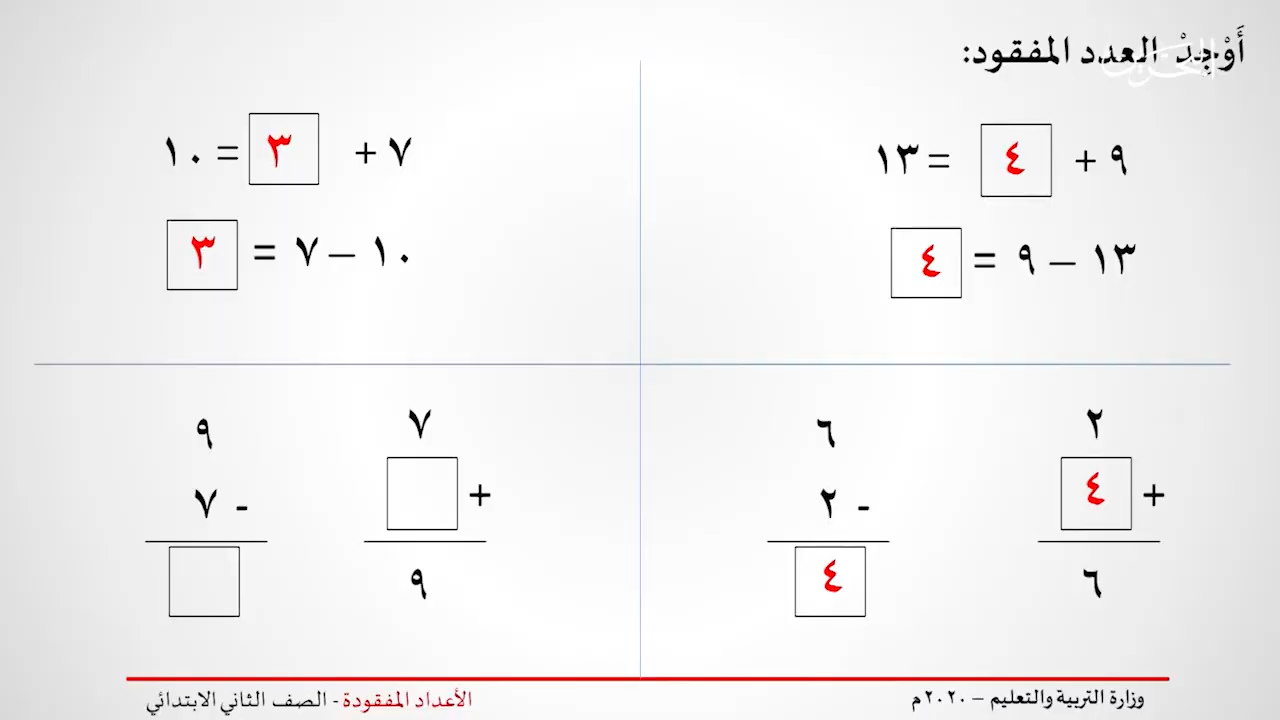 أَوْجِدْ العدد المفقود:
٩ + ٤ = ١٣
١٣ – ٩ = ٤
٧ + ٣ = ١٠
١٠ – ٧ = ٣
٢
+ ٤
٦
٦
- ٢
٤
٧
+
٩
٩
- ٧
وزارة التربية والتعليم – ٢٠٢٠م
الأعداد المفقودة - الصف الثاني الابتدائي